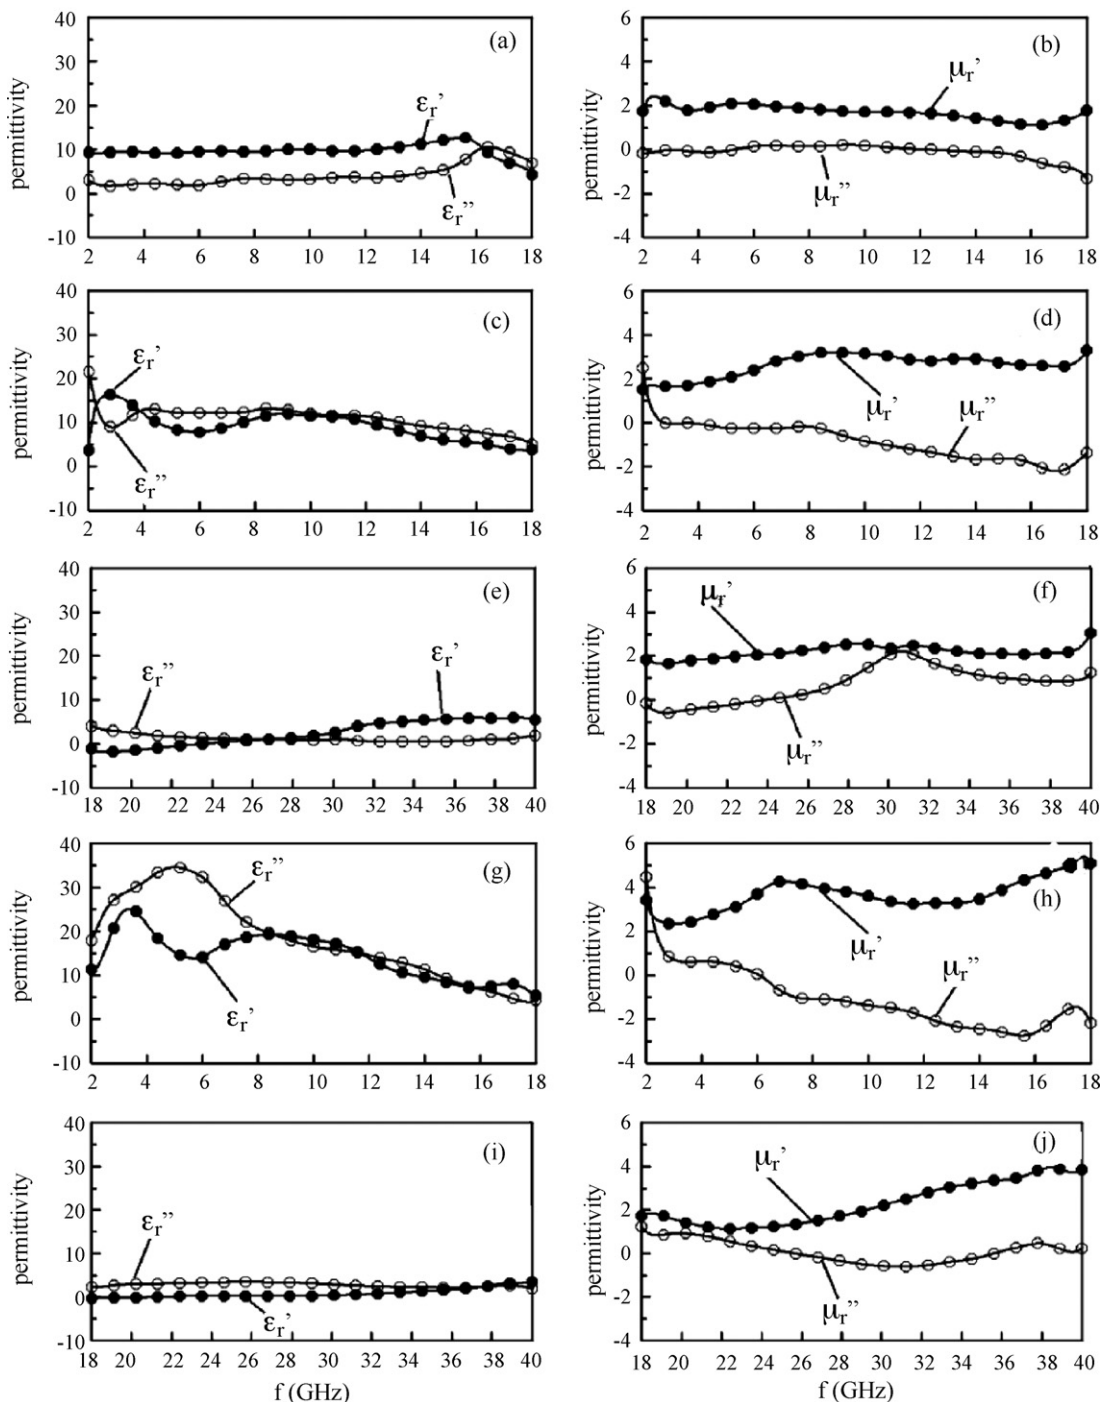 permittivity
40
30
20
10
0
-10
(a)
εr’
εr”
2 4 6 8 10 12 14 16 18
permittivity
6
4
2
0
-2
-4
(b)
μr’
μr”
2 4 6 8 10 12 14 16 18
permittivity
40
30
20
10
0
-10
(c)
εr’
εr”
2 4 6 8 10 12 14 16 18
permittivity
6
4
2
0
-2
-4
(d)
μr’
μr”
2 4 6 8 10 12 14 16 18
permittivity
40
30
20
10
0
-10
(e)
εr”
εr’
18 20 22 24 26 28 30 32 34 36 38 40
permittivity
6
4
2
0
-2
-4
(f)
μr’
μr”
18 20 22 24 26 28 30 32 34 36 38 40
permittivity
40
30
20
10
0
-10
(g)
εr”
εr’
2 4 6 8 10 12 14 16 18
permittivity
6
4
2
0
-2
-4
(h)
μr’
μr”
2 4 6 8 10 12 14 16 18
permittivity
40
30
20
10
0
-10
(i)
εr”
εr’
18 20 22 24 26 28 30 32 34 36 38 40
f (GHz)
permittivity
6
4
2
0
-2
-4
(j)
μr’
μr”
18 20 22 24 26 28 30 32 34 36 38 40
f (GHz)